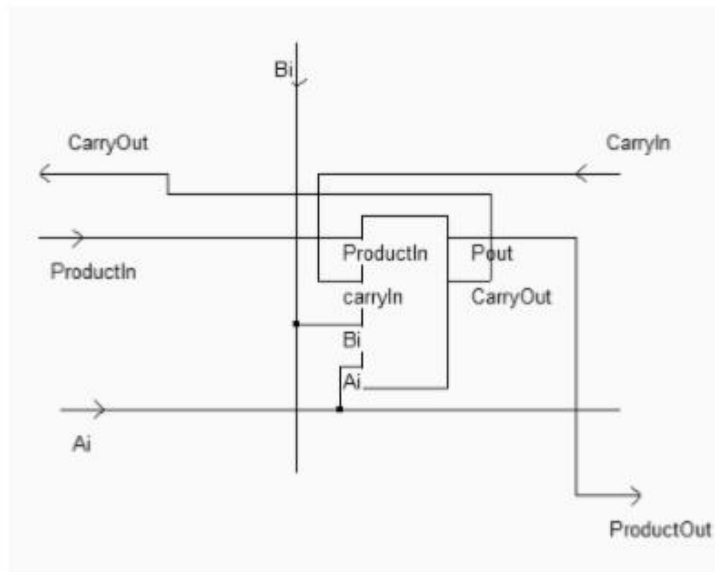 Bi
CarryOut
CarryIn
ProductIn
ProductIn
Pout
carryIn
CarryOut
Bi
Ai
Ai
ProductOut